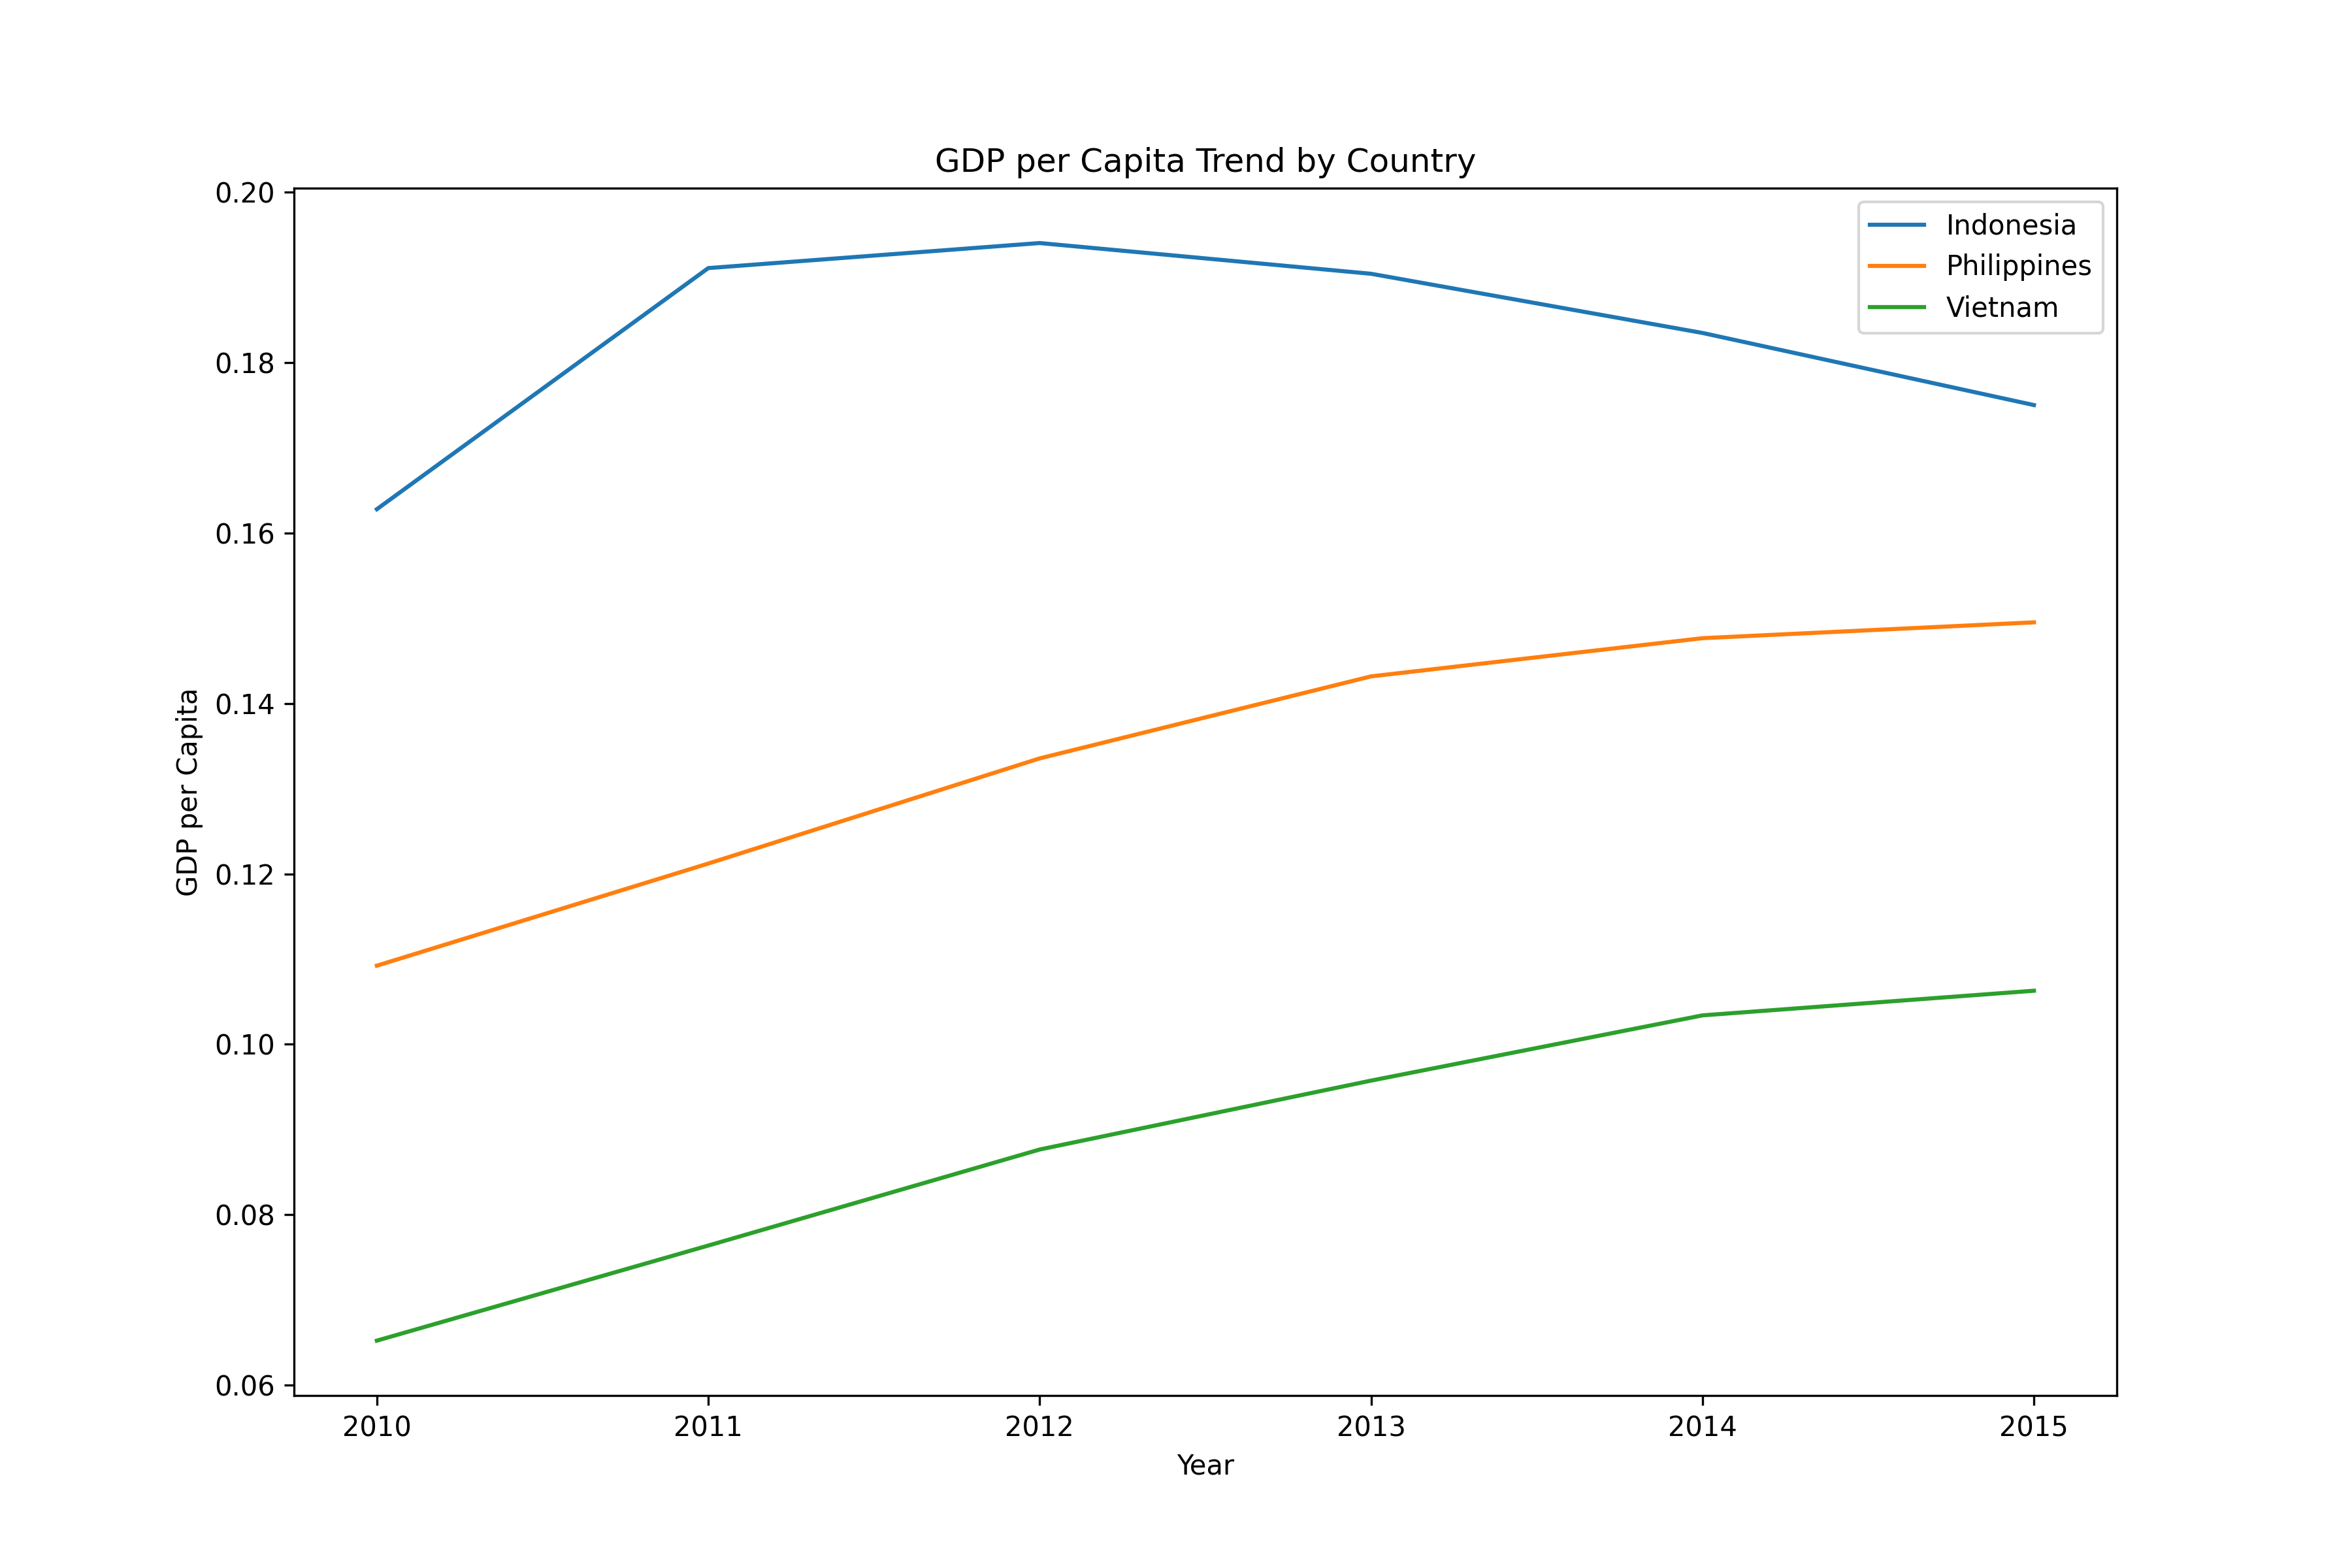 GDP per Capita Trend by Country
Indonesia
Philippines
Vietnam
GDP per Capita
0.20
0.18
0.16
0.14
0.12
0.10
0.08
0.06
2010 2011 2012 2013 2014 2015
Year